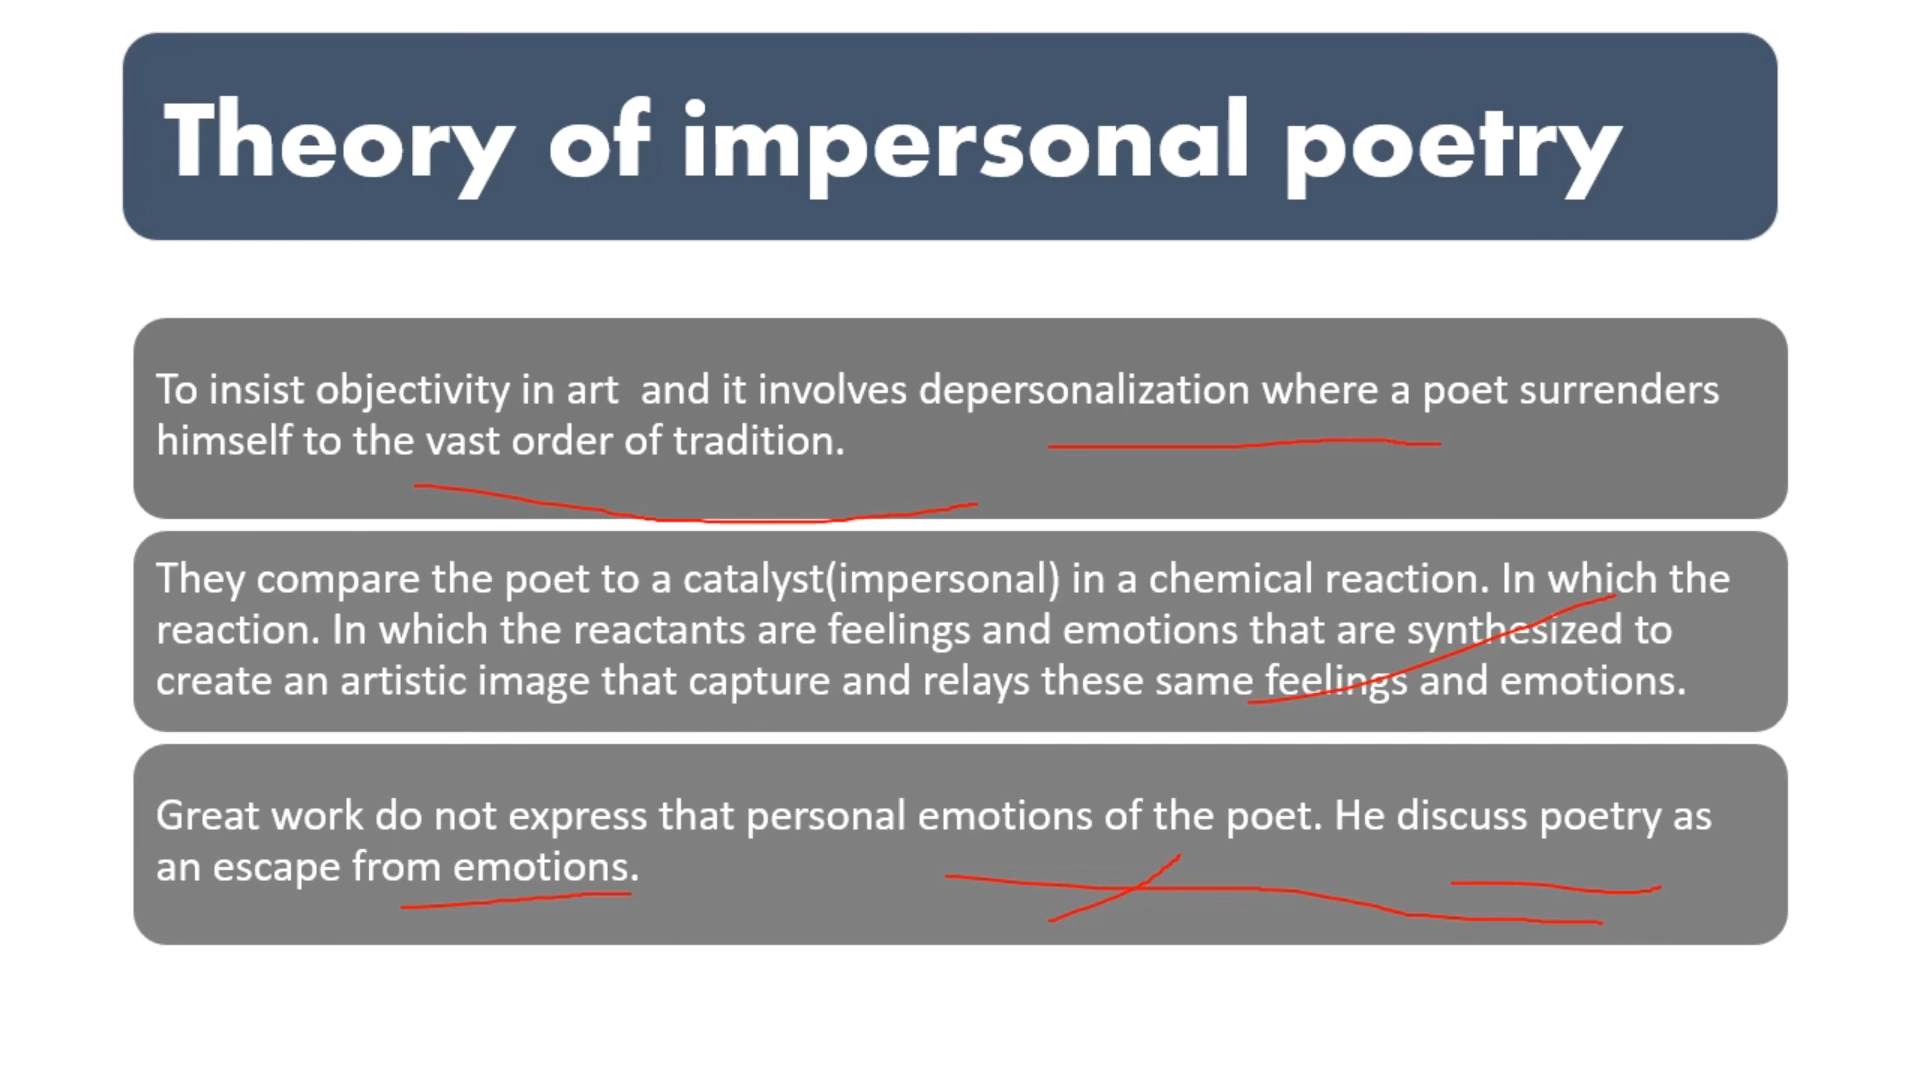 Theory of impersonal poetry
To insist objectivity in art  and it involves depersonalization where a poet surrenders
himself to the vast order of tradition.
They compare the poet to a catalyst(impersonal) in a chemical reaction. In which the
reaction. In which the reactants are feelings and emotions that are synthesized to
create an artistic image that capture and relays these same feelings and emotions.
Great work do not express that personal emotions of the poet. He discuss poetry as
an escape from emotions.